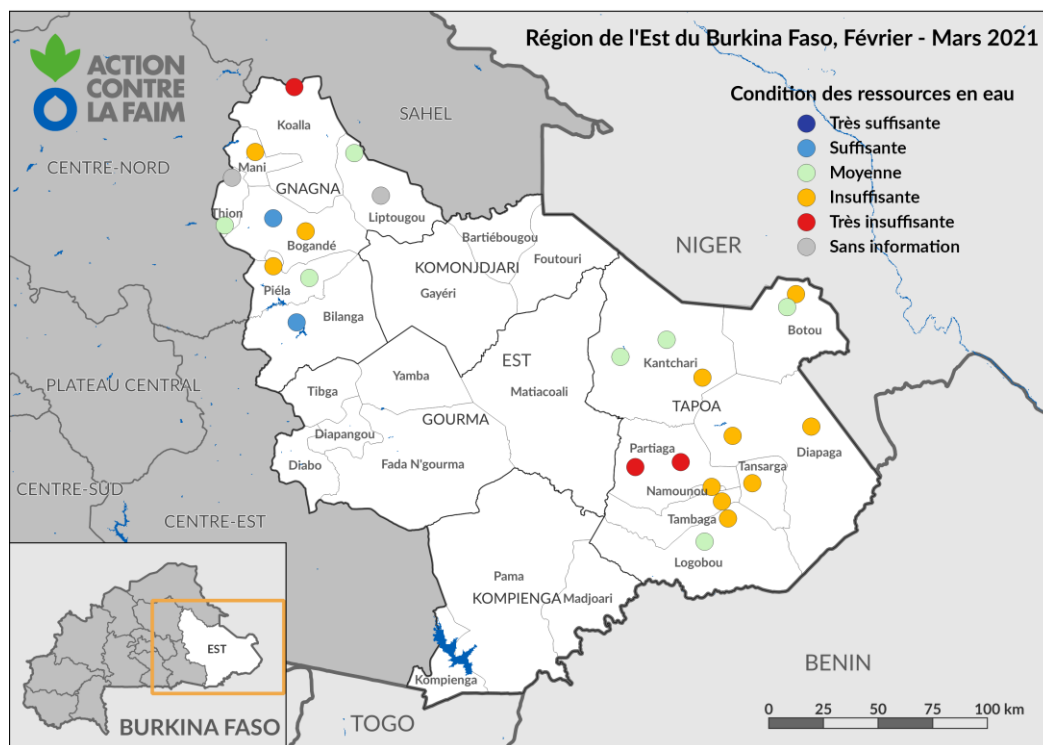 Région de l'Est du Burkina Faso, Février - Mars 2021
ACTION
CONTRE
LA FAIM
Condition des ressources en eau
Très suffisante
Suffisante
Moyenne
Insuffisante
Très insuffisante
Sans information
SAHEL
Koalla
CENTRE-NORD
Mani
GNAGNA
Liptougou
Thion
Bogandé
Bartiébougou
NIGER
Foutouri
KOMONDJARI
Piéla
Gayéri
Bilanga
Botou
EST
Kantchari
PLATEAU CENTRAL
Yamba
Tibga
Matiacoali
TAPOA
GOURMA
Diapangou
Partiaga
Diapaga
Diabo
Fada N'gourma
Tansarga
CENTRE-SUD
Namounou
CENTRE-EST
Tambaga
Logobou
Pama
KOMPIENGA
Madjoari
EST
BENIN
Kompienga
BURKINA FASO
TOGO
0 25 50 75 100 km